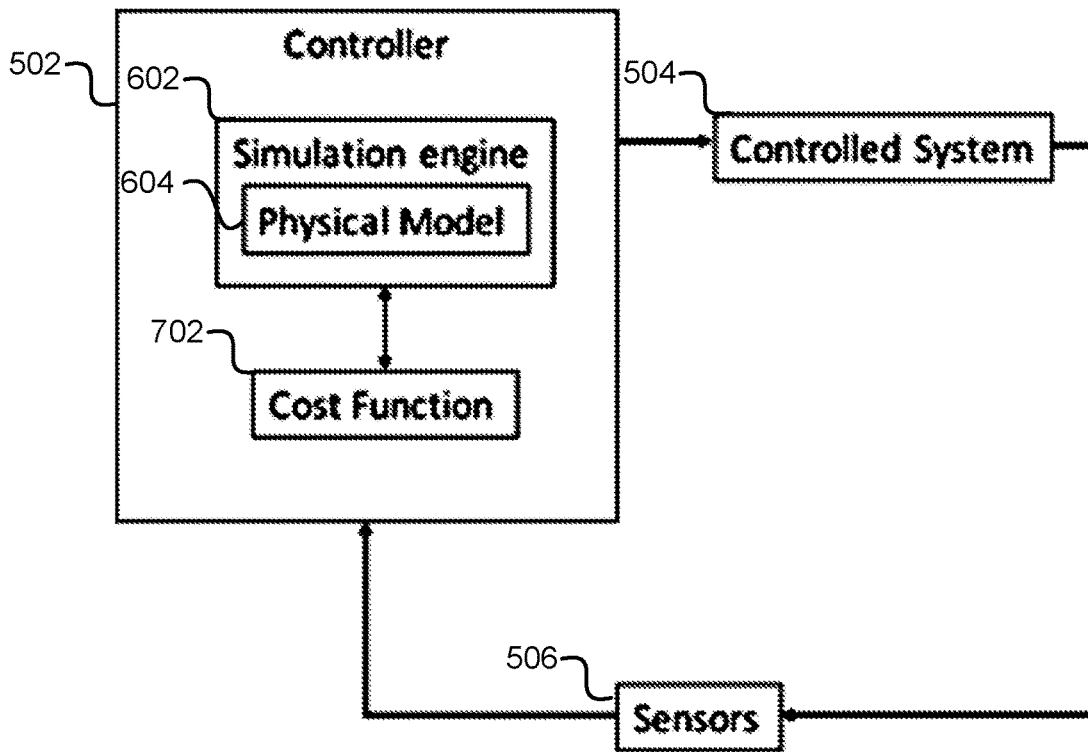 Controller
502
602
504
Simulation engine
Controlled System
604
Physical Model
702
Cost Function
506
Sensors